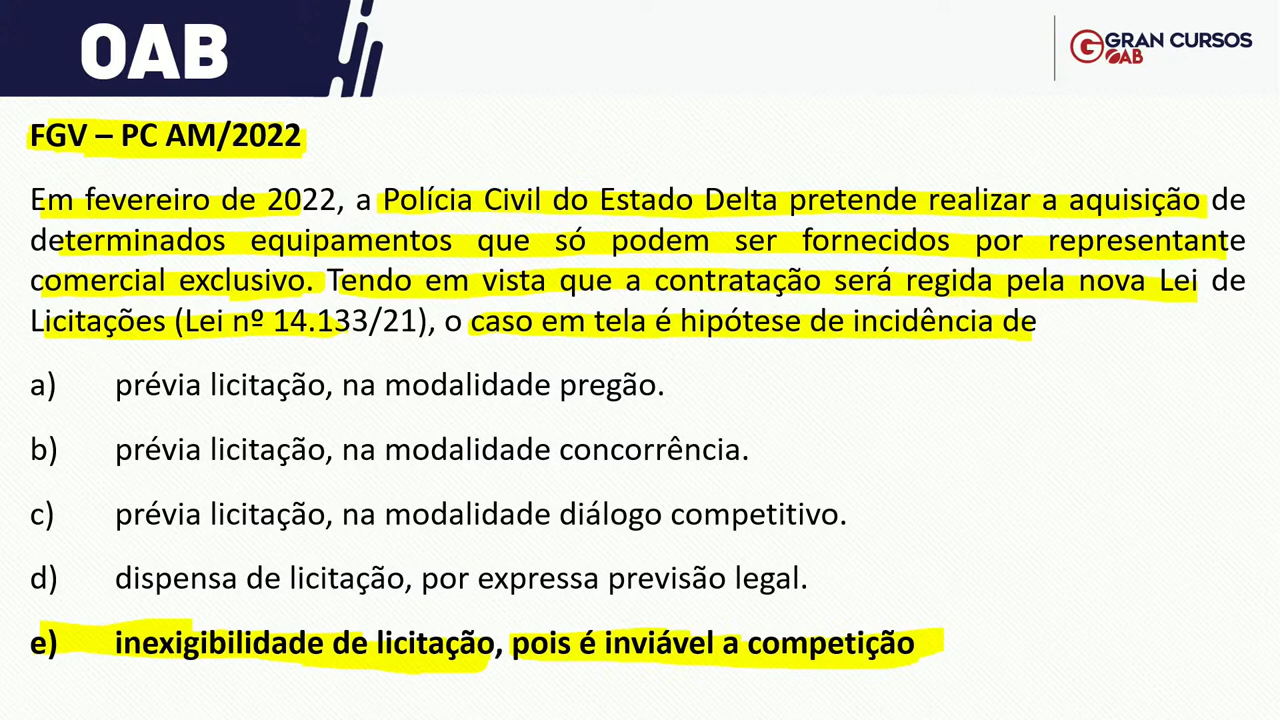 OAB
GRAN CURSOS
OAB
FGV – PC AM/2022
Em fevereiro de 2022, a Polícia Civil do Estado Delta pretende realizar a aquisição de
determinados equipamentos que só podem ser fornecidos por representante
comercial exclusivo. Tendo em vista que a contratação será regida pela nova Lei de
Licitações (Lei nº 14.133/21), o caso em tela é hipótese de incidência de
a) prévia licitação, na modalidade pregão.
b) prévia licitação, na modalidade concorrência.
c) prévia licitação, na modalidade diálogo competitivo.
d) dispensa de licitação, por expressa previsão legal.
e) inexigibilidade de licitação, pois é inviável a competição